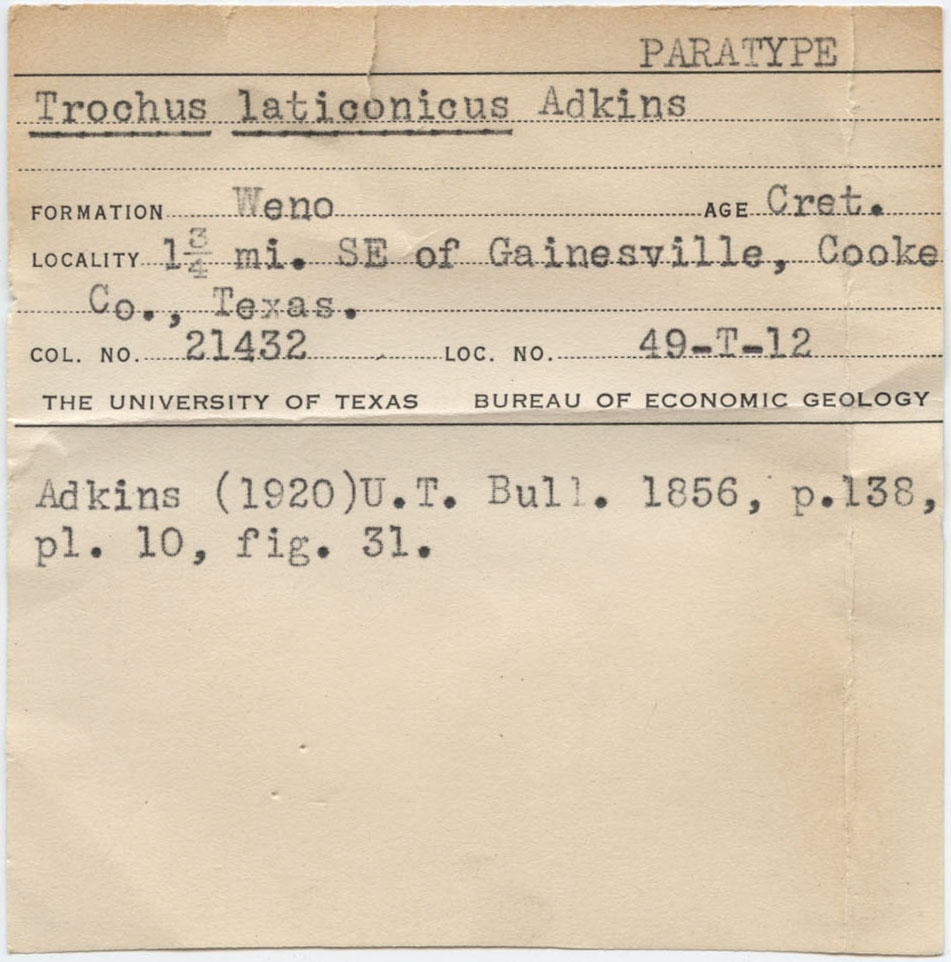 PARATYPE
Trochus laticonicus Adkins
FORMATION Weno AGE Cret.
LOCALITY 1 3/4 mi. SE of Gainesville, Cooke
Co., Texas.
COL. NO. 21432 LOC. NO. 49-T-12
THE UNIVERSITY OF TEXAS BUREAU OF ECONOMIC GEOLOGY
Adkins (1920)U.T. Bull. 1856, p.138,
pl. 10, fig. 31.